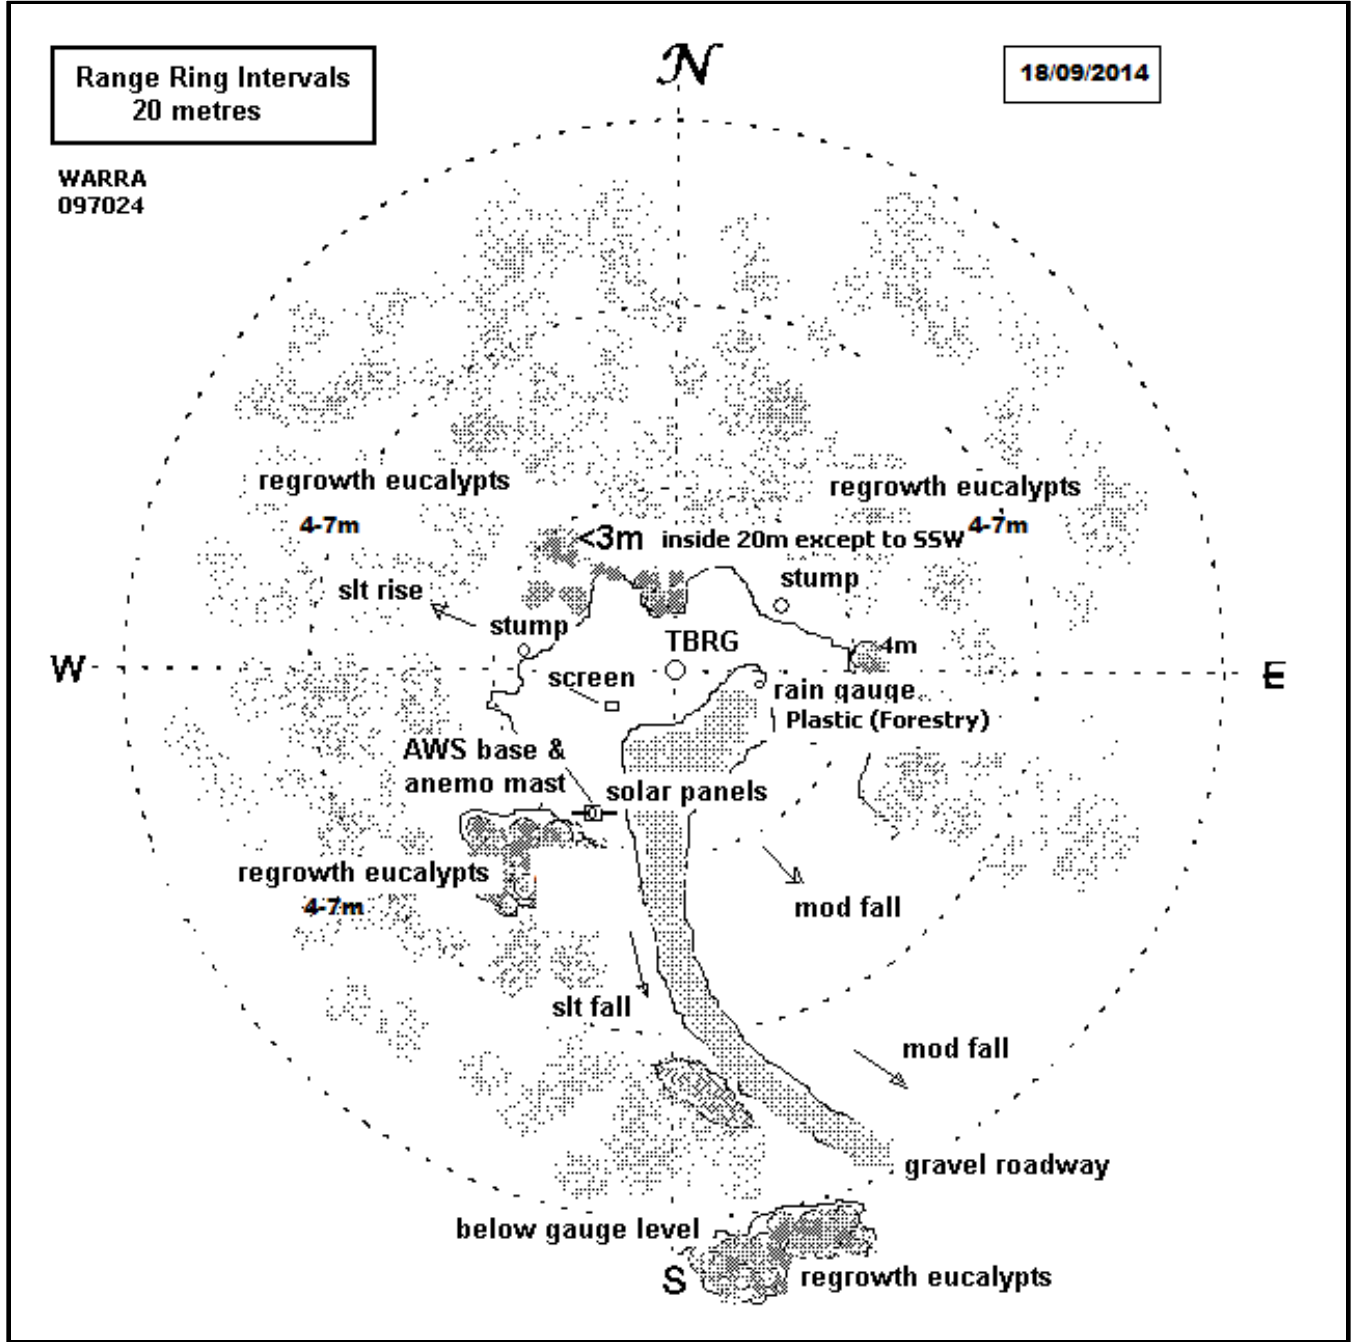 N
Range Ring Intervals
20 metres
18/09/2014
WARRA
097024
regrowth eucalypts
4-7m
regrowth eucalypts
4-7m
<3m inside 20m except to SSW
stump
slt rise
stump
TBRG
4m
W
E
screen
rain gauge
Plastic (Forestry)
AWS base &
anemo mast
solar panels
regrowth eucalypts
4-7m
mod fall
slt fall
mod fall
gravel roadway
below gauge level
S
regrowth eucalypts